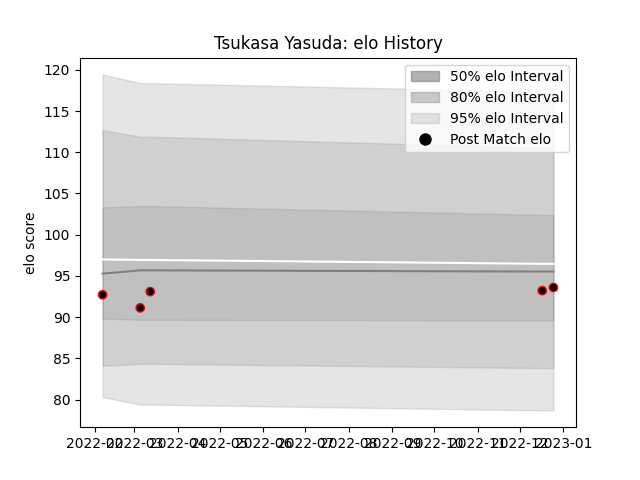 Tsukasa Yasuda: elo History
120
115
110
105
100
95
90
85
80
elo score
50% elo Interval
80% elo Interval
95% elo Interval
Post Match elo
2022-02 2022-03 2022-04 2022-05 2022-06 2022-07 2022-08 2022-09 2022-10 2022-11 2022-12 2023-01